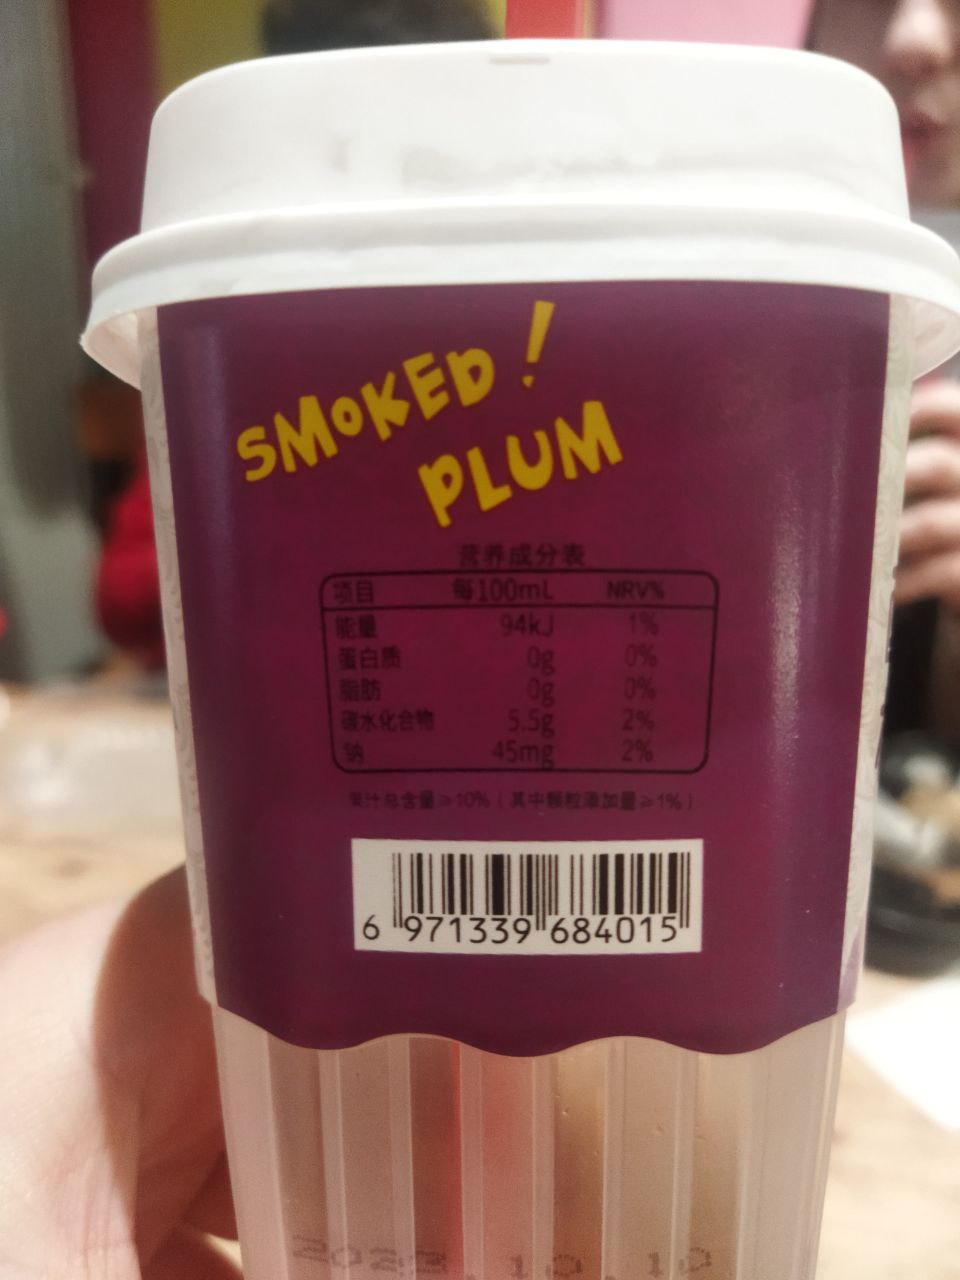 SMOKED!
PLUM
营养成分表
项目 每100mL NRV%
能量 94kJ 1%
蛋白质 0g 0%
脂肪 0g 0%
碳水化合物 5.5g 2%
钠 45mg 2%
果汁总含量≥10%（其中颗粒添加量≥1%）
6 971339 684015